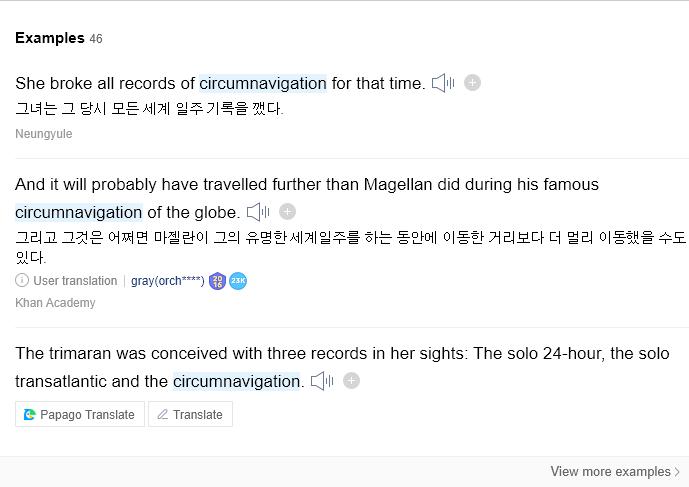 Examples 46
She broke all records of circumnavigation for that time.
그녀는 그 당시 모든 세계 일주 기록을 깼다.
Neungyule
And it will probably have travelled further than Magellan did during his famous
circumnavigation of the globe.
그리고 그것은 어쩌면 마젤란이 그의 유명한 세계일주를 하는 동안에 이동한 거리보다 더 멀리 이동했을 수도
있다.
User translation | gray(orch****) 20 16 23K
Khan Academy
The trimaran was conceived with three records in her sights: The solo 24-hour, the solo
transatlantic and the circumnavigation.
Papago Translate Translate
View more examples >